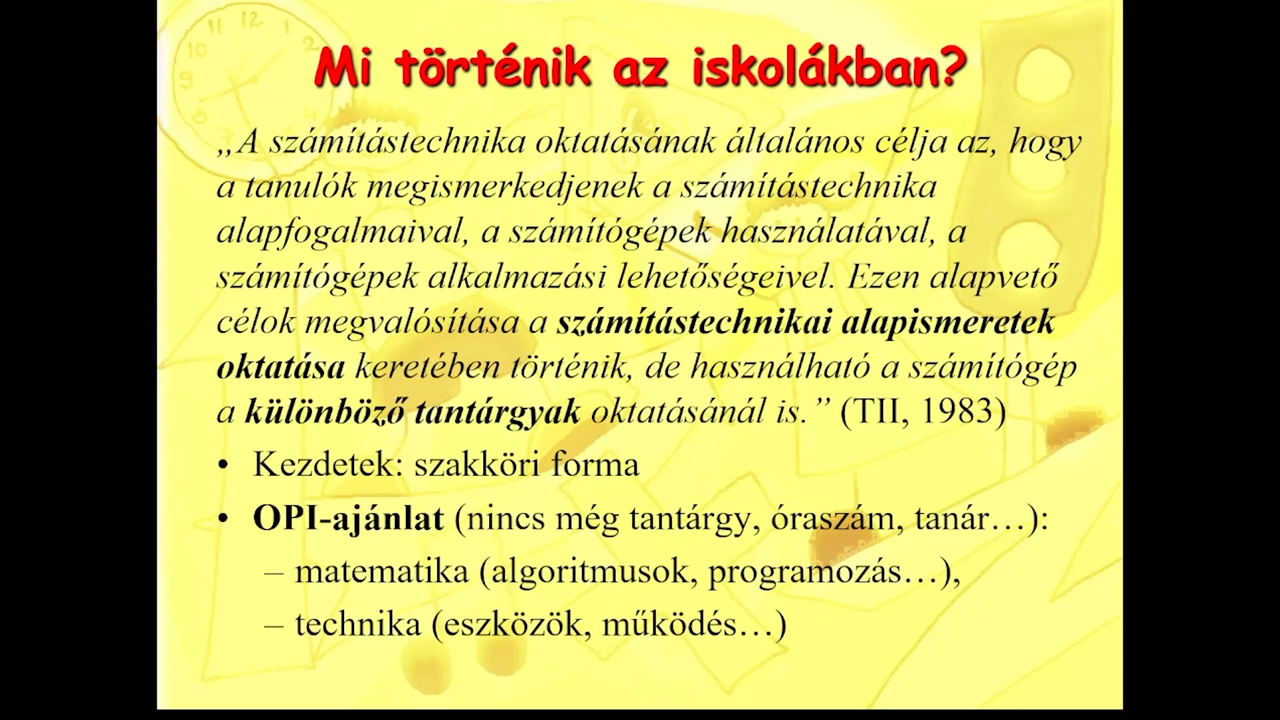 Mi történik az iskolákban?
„A számítástechnika oktatásának általános célja az, hogy
a tanulók megismerkedjenek a számítástechnika
alapfogalmaival, a számítógépek használatával, a
számítógépek alkalmazási lehetőségeivel. Ezen alapvető
célok megvalósítása a számítástechnikai alapismeretek
oktatása keretében történik, de használható a számítógép
a különböző tantárgyak oktatásánál is.” (TII, 1983)
• Kezdetek: szakköri forma
• OPI-ajánlat (nincs még tantárgy, óraszám, tanár…):
– matematika (algoritmusok, programozás…),
– technika (eszközök, működés…)